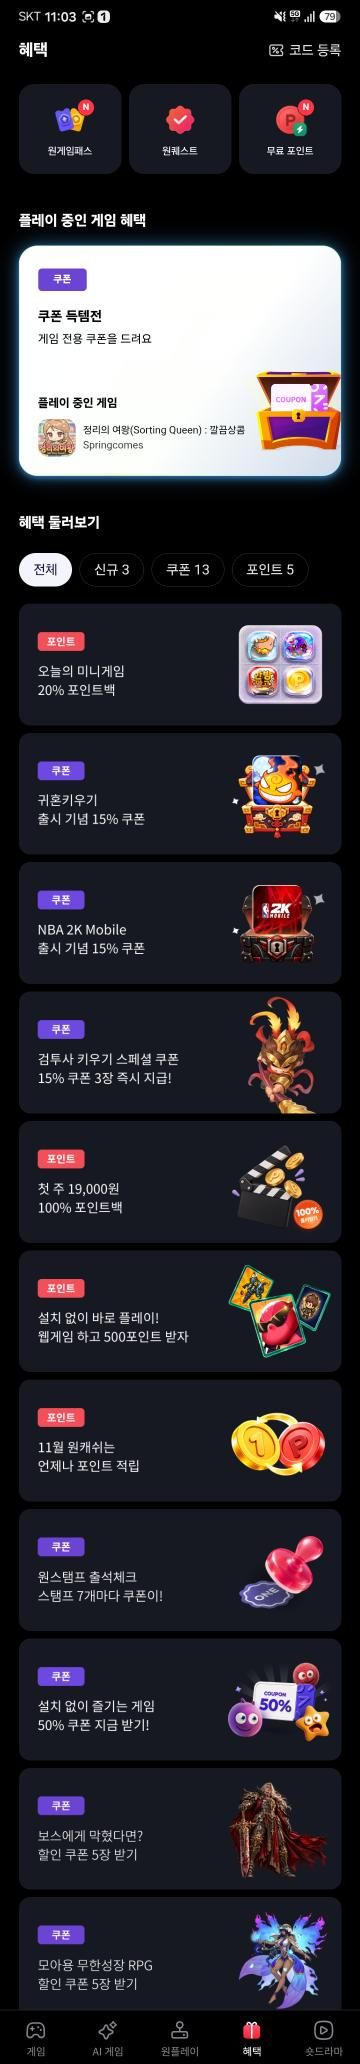 SKT 11:03 1
5G 79
혜택
코드 등록
N
N
원게임패스
원퀘스트
무료 포인트
플레이 중인 게임 혜택
쿠폰
쿠폰 득템전
게임 전용 쿠폰을 드려요
COUPON
플레이 중인 게임
정리의 여왕(Sorting Queen) : 깔끔상쾌
Springcomes
혜택 둘러보기
전체
신규 3
쿠폰 13
포인트 5
포인트
오늘의 미니게임
20% 포인트백
쿠폰
귀혼키우기
출시 기념 15% 쿠폰
쿠폰
NBA 2K Mobile
출시 기념 15% 쿠폰
2K
MOBILE
쿠폰
검투사 키우기 스페셜 쿠폰
15% 쿠폰 3장 즉시 지급!
포인트
첫 주 19,000원
100% 포인트백
100%
포인트
설치 없이 바로 플레이!
웹게임 하고 500포인트 받자
포인트
11월 원캐쉬는
언제나 포인트 적립
1 P
쿠폰
원스탬프 출석체크
스탬프 7개마다 쿠폰이!
ONE
쿠폰
설치 없이 즐기는 게임
50% 쿠폰 지금 받기!
COUPON
50%
쿠폰
보스에게 막혔다면?
할인 쿠폰 5장 받기
쿠폰
모아용 무한성장 RPG
할인 쿠폰 5장 받기
게임
AI 게임
원플레이
혜택
숏드라마